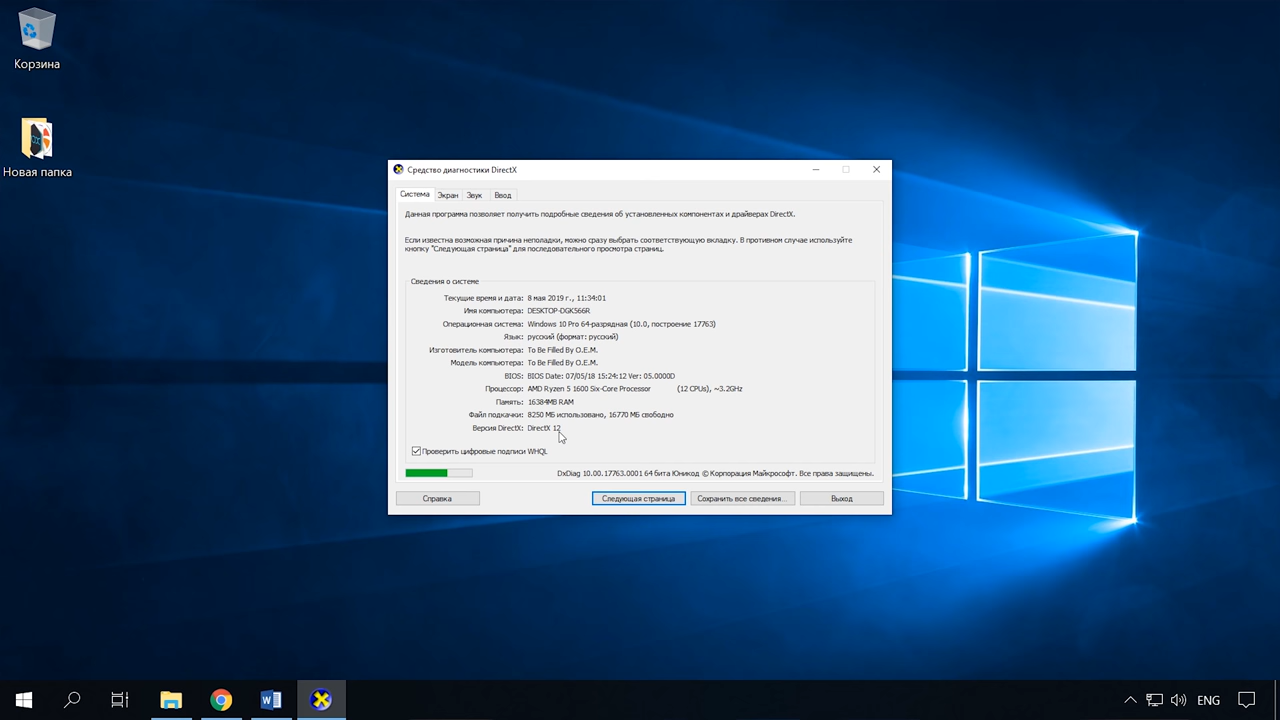 Корзина
Новая папка
Средство диагностики DirectX
Система Экран Звук Ввод
Данная программа позволяет получить подробные сведения об установленных компонентах и драйверах DirectX.
Если известна возможная причина неполадки, можно сразу выбрать соответствующую вкладку. В противном случае используйте
кнопку "Следующая страница" для последовательного просмотра страниц.
Сведения о системе
Текущие время и дата: 8 мая 2019 г., 11:34:01
Имя компьютера: DESKTOP-DGK566R
Операционная система: Windows 10 Pro 64-разрядная (10.0, построение 17763)
Язык: русский (формат: русский)
Изготовитель компьютера: To Be Filled By O.E.M.
Модель компьютера: To Be Filled By O.E.M.
BIOS: BIOS Date: 07/05/18 15:24:12 Ver: 05.0000D
Процессор: AMD Ryzen 5 1600 Six-Core Processor (12 CPUs), ~3.2GHz
Память: 16384MB RAM
Файл подкачки: 8250 МБ использовано, 16770 МБ свободно
Версия DirectX: DirectX 12
Проверить цифровые подписи WHQL
DxDiag 10.00.17763.0001 64 бита Юникод © Корпорация Майкрософт. Все права защищены.
Справка Следующая страница Сохранить все сведения... Выход
ENG